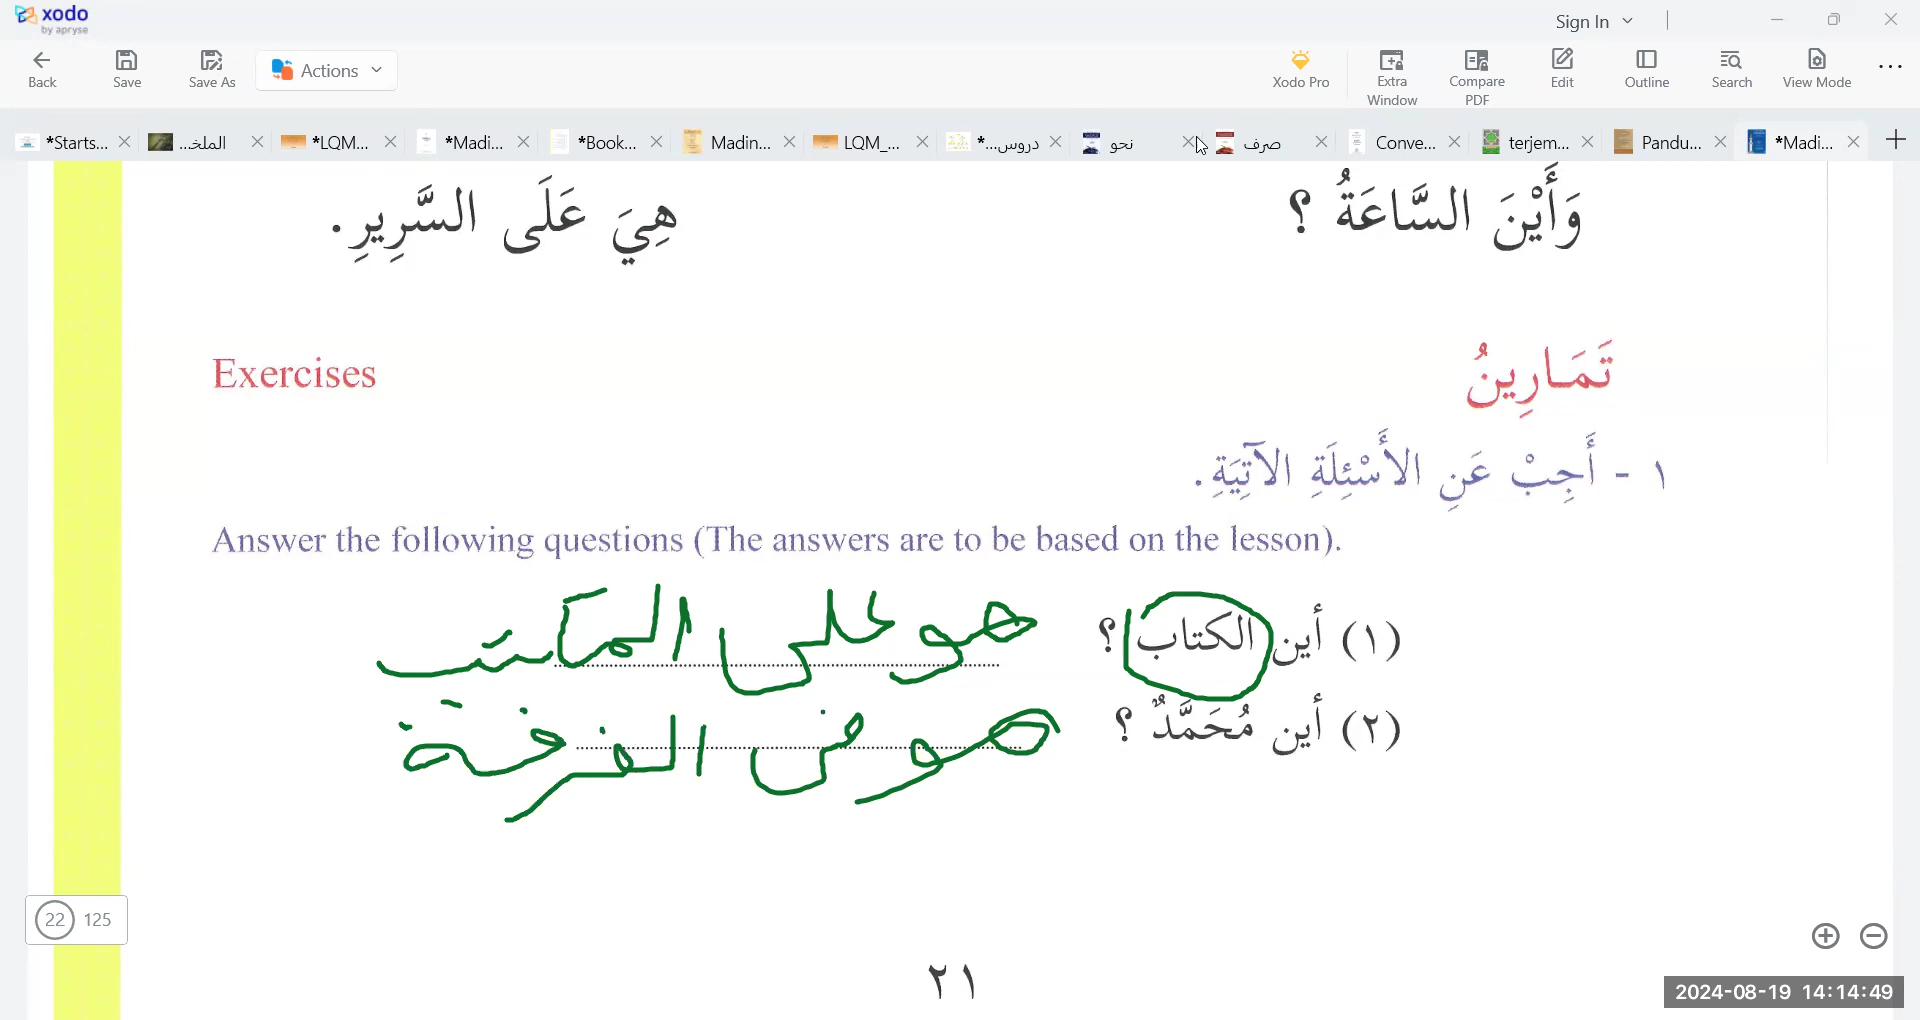 xodo
by apryse
Sign In
Back
Save
Save As
Actions
Xodo Pro
Extra Window
Compare PDF
Edit
Outline
Search
View Mode
...
*Starts...
الملخ...
*LQM...
*Madi...
*Book...
Madin...
LQM_...
*...دروس
نحو
صرف
Conve...
terjem...
Pandu...
*Madi...
وَأَيْنَ السَّاعَةُ ؟ هِيَ عَلَى السَّرِيرِ.
Exercises تَمَارِينُ
١ - أَجِبْ عَنِ الأَسْئِلَةِ الآتِيَةِ.
Answer the following questions (The answers are to be based on the lesson).
(١) أين الكتاب ؟ هو على المكتب
(٢) أين مُحَمَّدٌ ؟ هو في الغرفة
22 125
٢١
2024-08-19 14:14:49